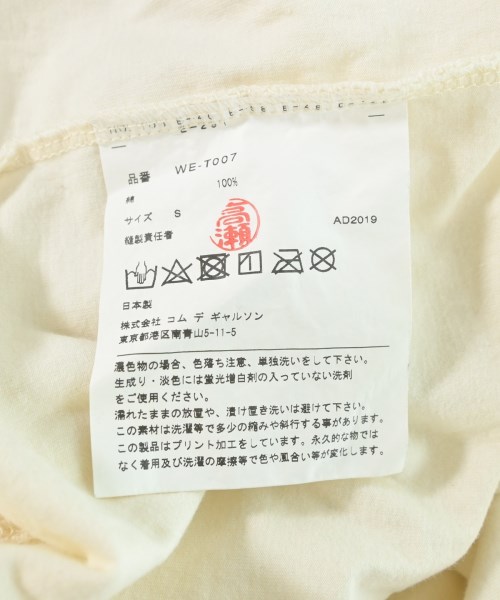 品番 WE-T007
綿 100%
サイズ S
縫製責任者 高瀬 AD2019
日本製
株式会社 コム デ ギャルソン
東京都港区南青山5-11-5
濃色物の場合、色落ち注意、単独洗いをして下さい。
生成り・淡色には蛍光増白剤の入っていない洗剤
をご使用ください。
濡れたままの放置や、漬け置き洗いは避けて下さい。
この素材は洗濯等で多少の縮みや斜行する事があります。
この製品はプリント加工をしています。永久的な物では
なく着用及び洗濯の摩擦等で色や風合い等が変化します。